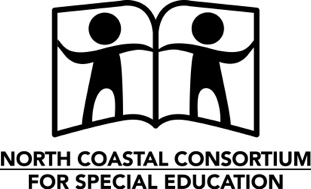 NORTH COASTAL CONSORTIUM
FOR SPECIAL EDUCATION